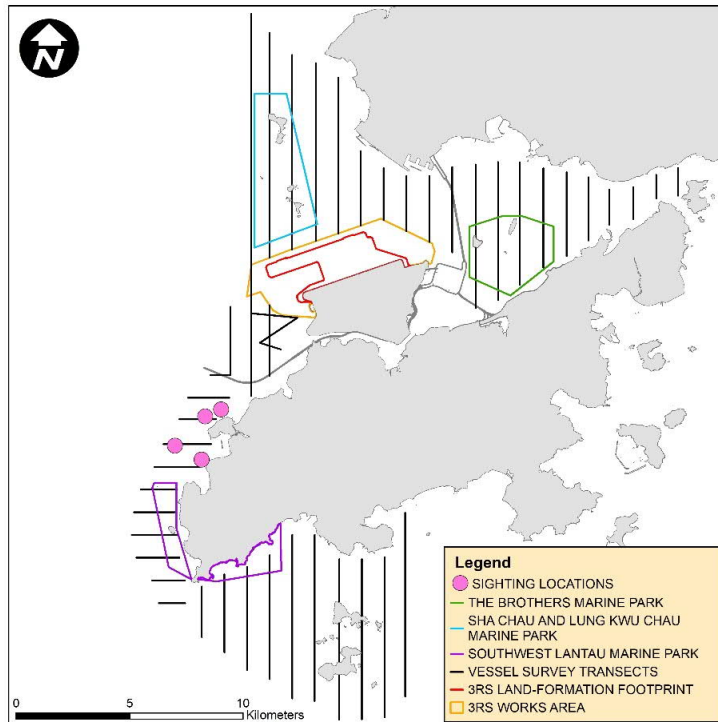 N
Legend
SIGHTING LOCATIONS
THE BROTHERS MARINE PARK
SHA CHAU AND LUNG KWU CHAU
MARINE PARK
SOUTHWEST LANTAU MARINE PARK
VESSEL SURVEY TRANSECTS
3RS LAND-FORMATION FOOTPRINT
3RS WORKS AREA
0 5 10
Kilometers